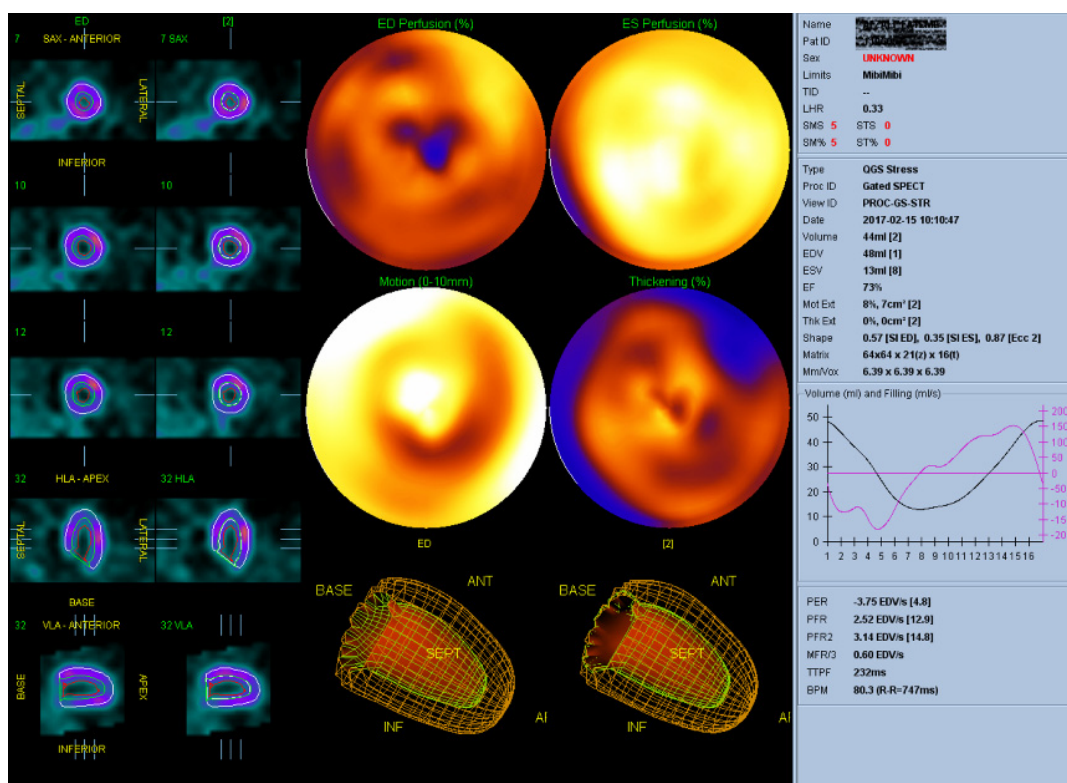 ED [2]
7 SAX - ANTERIOR 7 SAX
SEPTAL LATERAL
INFERIOR
10 10
12 12
32 HLA - APEX 32 HLA
SEPTAL LATERAL
BASE
32 VLA - ANTERIOR 32 VLA
BASE APEX
INFERIOR
ED Perfusion (%) ES Perfusion (%)
Motion (0-10mm) Thickening (%)
ED [2]
BASE ANT BASE ANT
SEPT SEPT
INF AI INF AI
Name
Pat ID
Sex UNKNOWN
Limits MibiMibi
TID --
LHR 0.33
SMS 5 STS 0
SM% 5 ST% 0
Type QGS Stress
Proc ID Gated SPECT
View ID PROC-GS-STR
Date 2017-02-15 10:10:47
Volume 44ml [2]
EDV 48ml [1]
ESV 13ml [8]
EF 73%
Mot Ext 8%, 7cm² [2]
Thk Ext 0%, 0cm² [2]
Shape 0.57 [SI ED], 0.35 [SI ES], 0.87 [Ecc 2]
Matrix 64x64 x 21(z) x 16(t)
Mm/Vox 6.39 x 6.39 x 6.39
Volume (ml) and Filling (ml/s)
50 200
40 150
30 100
20 50
10 0
0 -50
-100
-150
-200
1 2 3 4 5 6 7 8 9 10 11 12 13 14 15 16
PER -3.75 EDV/s [4.8]
PFR 2.52 EDV/s [12.9]
PFR2 3.14 EDV/s [14.8]
MFR/3 0.60 EDV/s
TTPF 232ms
BPM 80.3 (R-R=747ms)